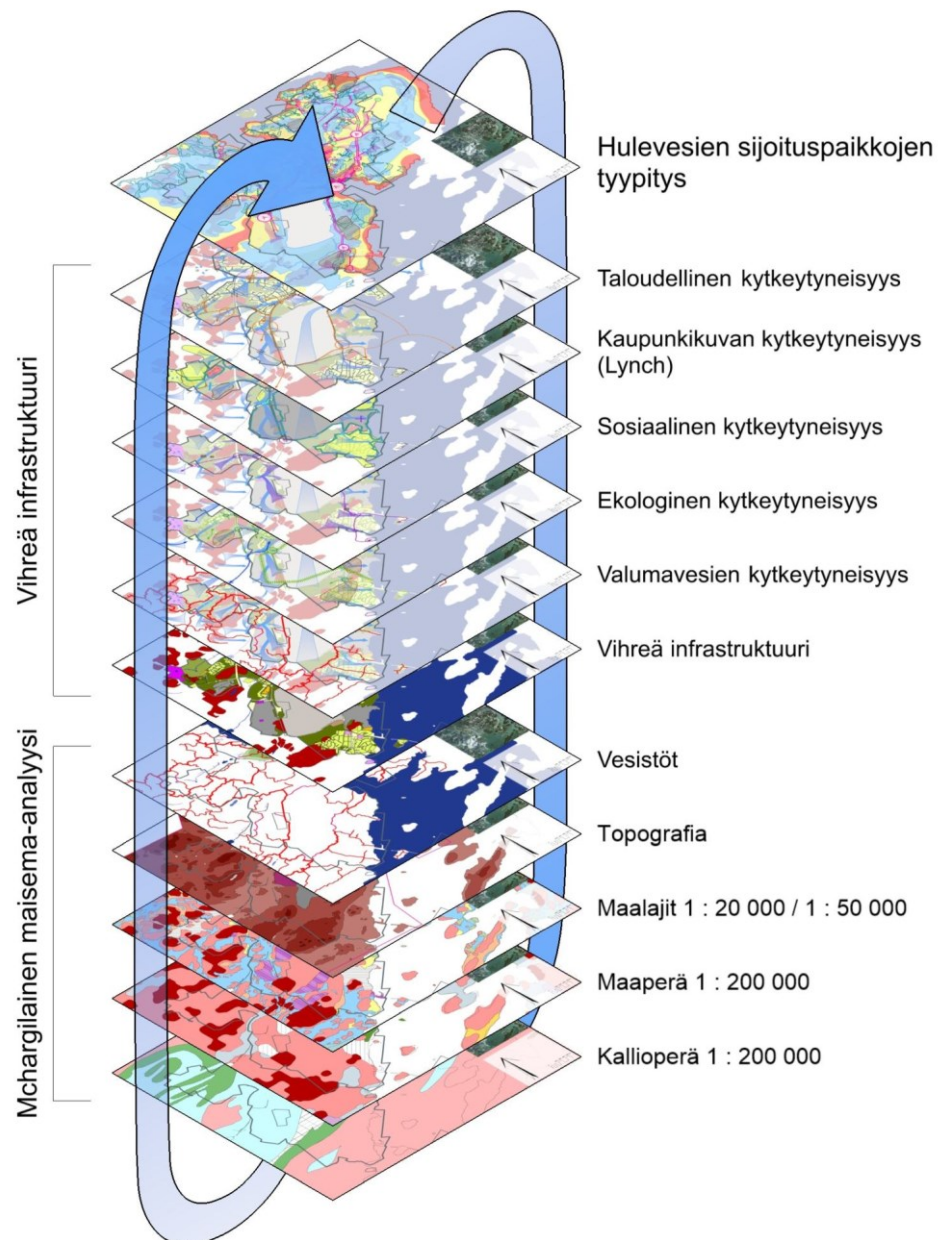 Hulevesien sijoituspaikkojen
tyypitys
Vihreä infrastruktuuri
Taloudellinen kytkeytyneisyys
Kaupunkikuvan kytkeytyneisyys
(Lynch)
Sosiaalinen kytkeytyneisyys
Ekologinen kytkeytyneisyys
Valumavesien kytkeytyneisyys
Vihreä infrastruktuuri
Mchargilainen maisema-analyysi
Vesistöt
Topografia
Maalajit 1 : 20 000 / 1 : 50 000
Maaperä 1 : 200 000
Kallioperä 1 : 200 000